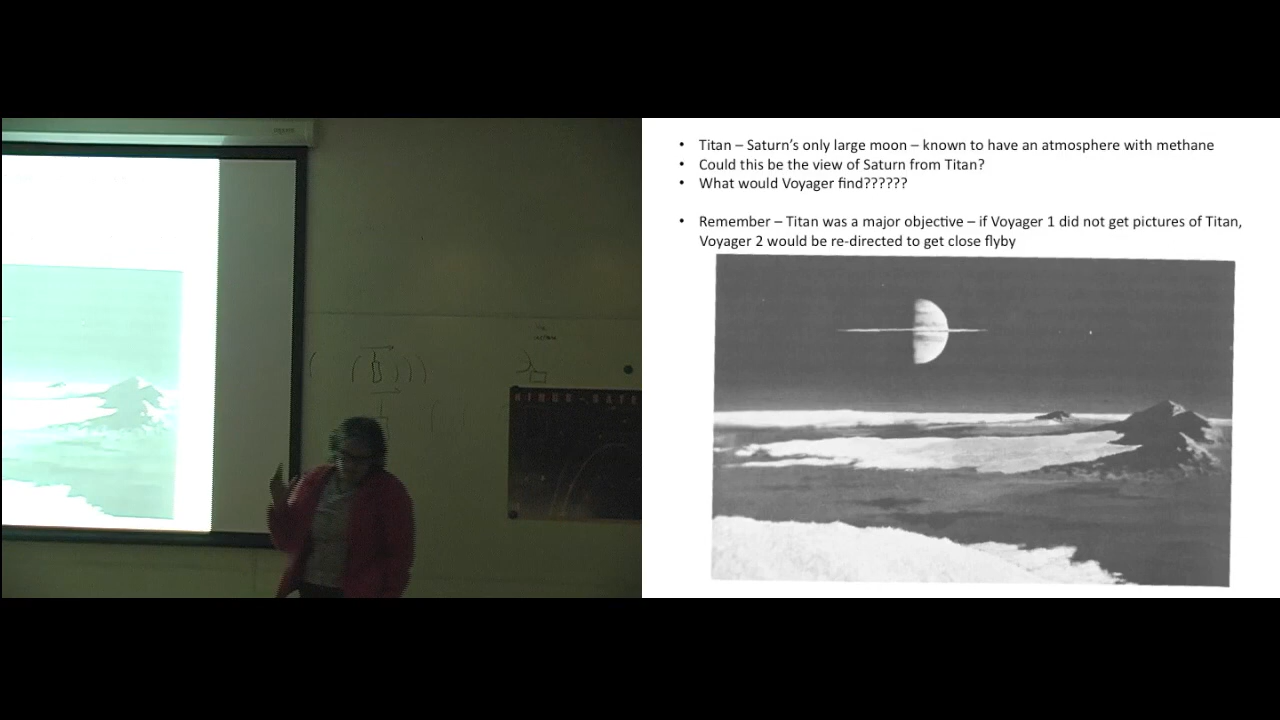 • Titan – Saturn's only large moon – known to have an atmosphere with methane
• Could this be the view of Saturn from Titan?
• What would Voyager find??????
• Remember – Titan was a major objective – if Voyager 1 did not get pictures of Titan,
Voyager 2 would be re-directed to get close flyby